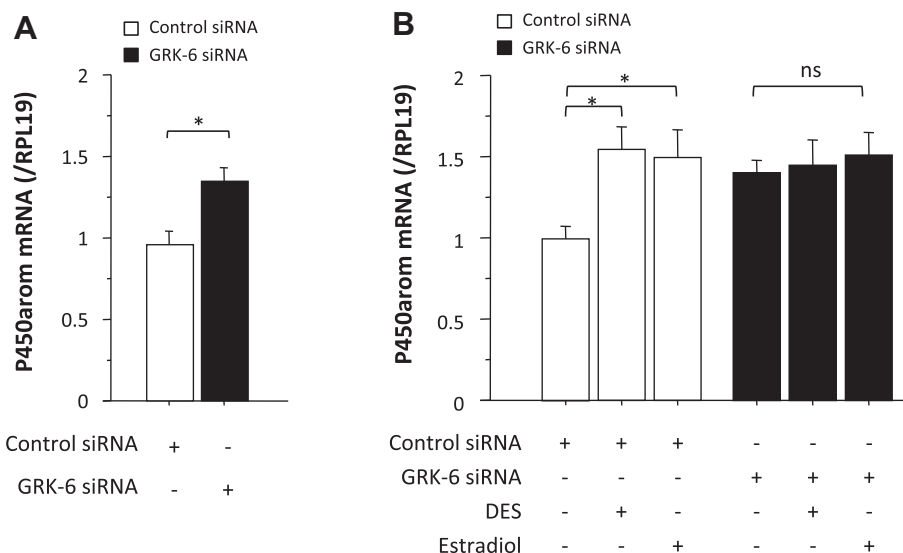 A
Control siRNA
GRK-6 siRNA
P450arom mRNA (/RPL19)
2
1.5
1
0.5
0
*
Control siRNA + -
GRK-6 siRNA - +
B
Control siRNA
GRK-6 siRNA
P450arom mRNA (/RPL19)
2
1.5
1
0.5
0
*
*
ns
Control siRNA + + + - - -
GRK-6 siRNA - - - + + +
DES - + - - + -
Estradiol - - + - - +